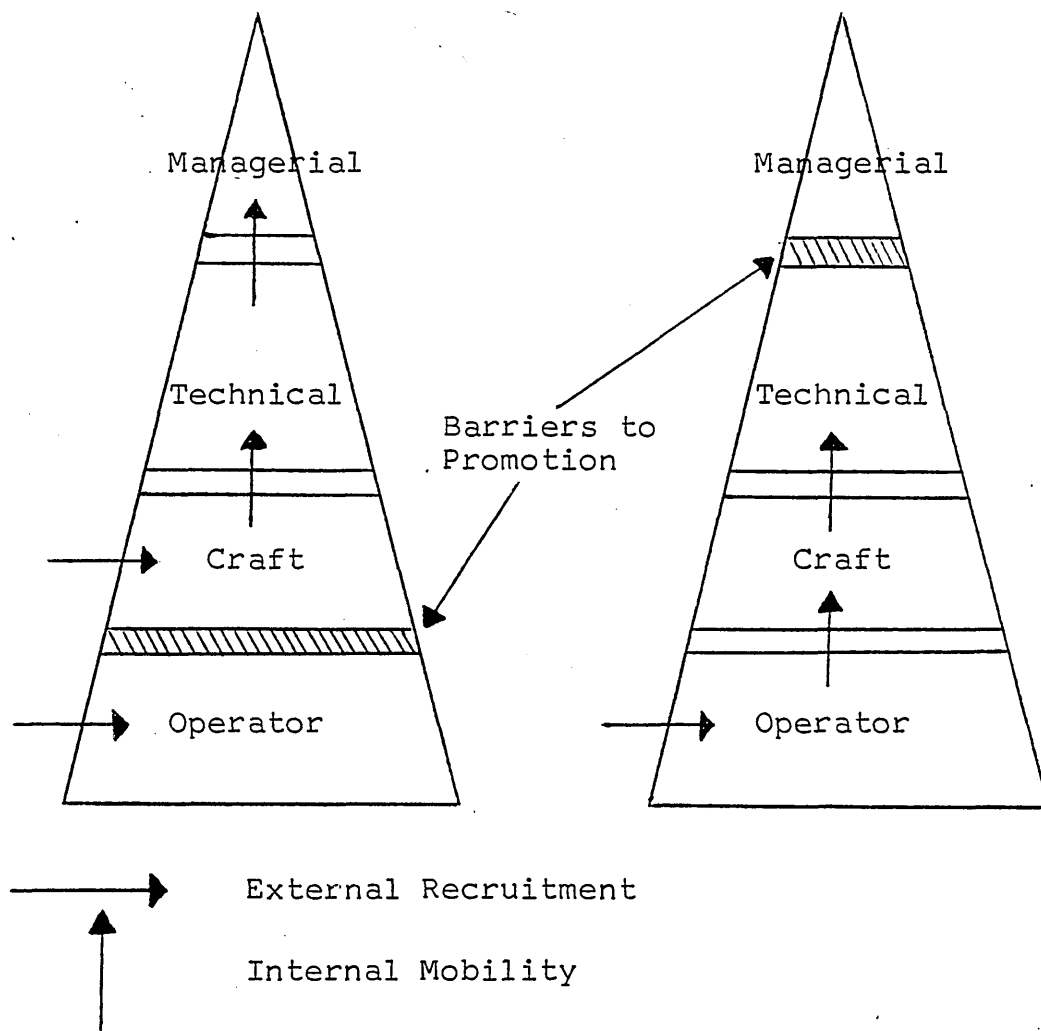 Managerial
Managerial
Technical
Technical
Barriers to
Promotion
Craft
Craft
Operator
Operator
External Recruitment
Internal Mobility